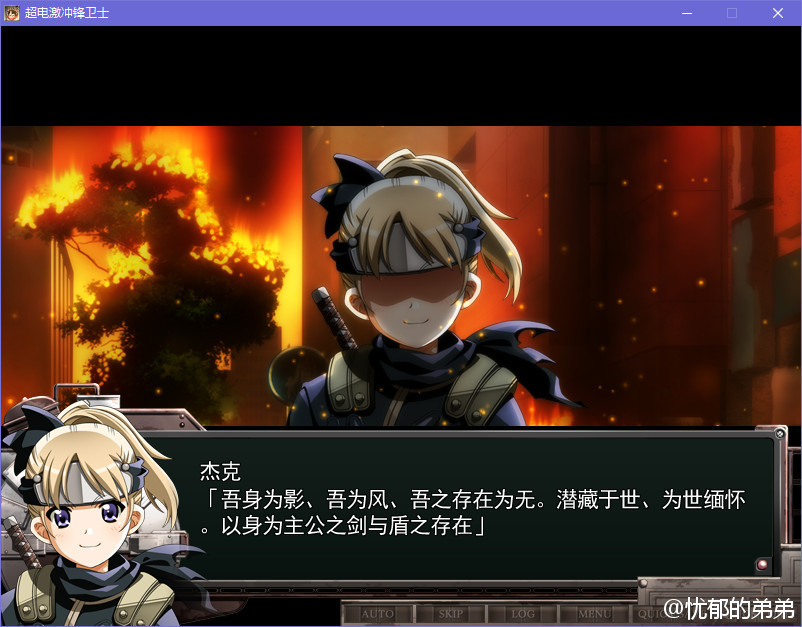 超电激冲锋卫士
杰克
「吾身为影、吾为风、吾之存在为无。潜藏于世、为世缅怀
。以身为主公之剑与盾之存在」
AUTO SKIP LOG MENU
@忧郁的弟弟